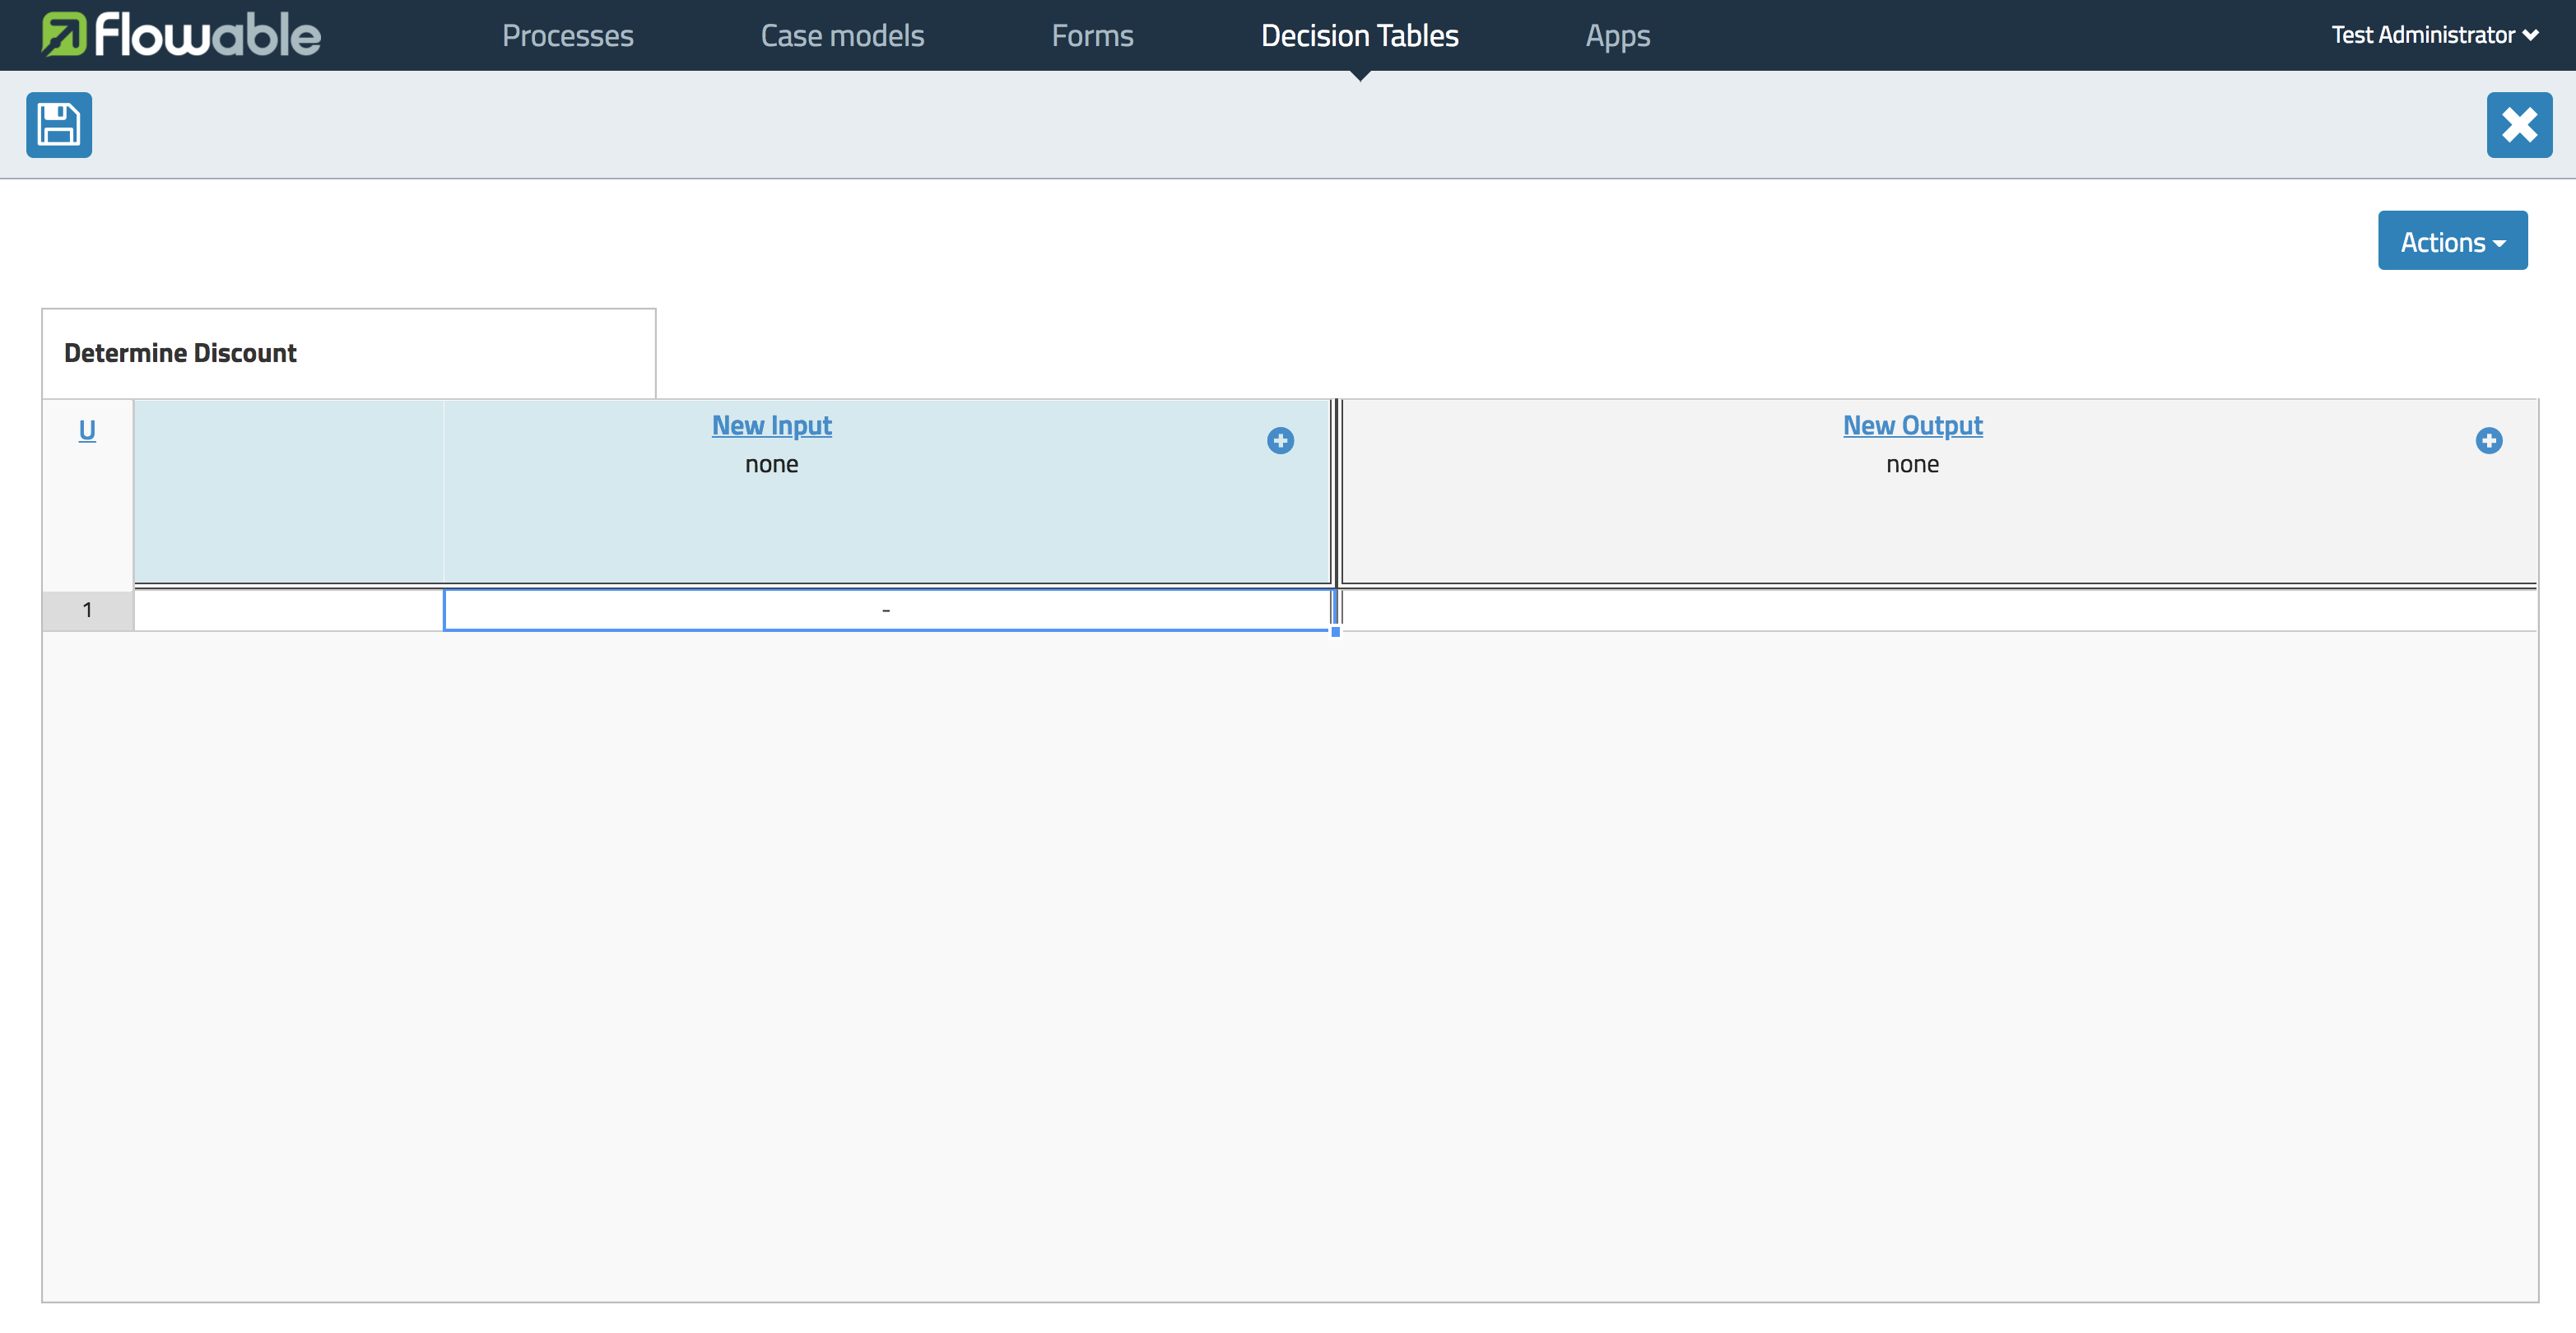 flowable Processes Case models Forms Decision Tables Apps Test Administrator
Actions
Determine Discount
U New Input New Output
none none
1 -